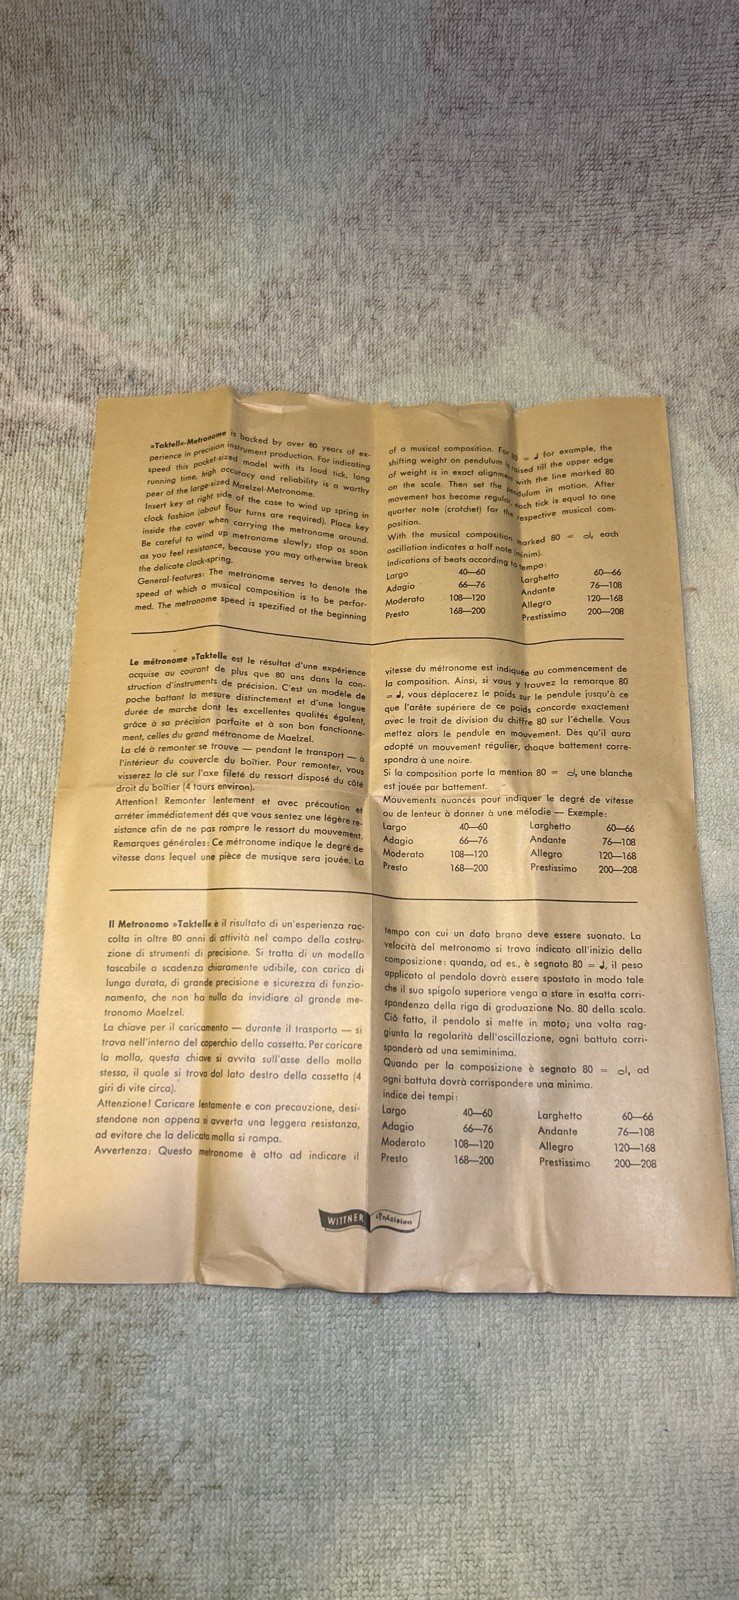 »Taktell«-Metronome is backed by over 80 years of ex-
perience in precision instrument production. For indicating
speed this pocket-sized model with its loud tick, long
running time, high accuracy and reliability is a worthy
peer of the large-sized Maelzel-Metronome.
Insert key at right side of the case to wind up spring in
clock fashion (about four turns are required). Place key
inside the cover when carrying the metronome around.
Be careful to wind up metronome slowly; stop as soon
as you feel resistance, because you may otherwise break
the delicate clock-spring.
General-features: The metronome serves to denote the
speed at which a musical composition is to be perfor-
med. The metronome speed is spezified at the beginning
of a musical composition. For 80 = ♩ for example, the
shifting weight on pendulum is raised till the upper edge
of weight is in exact alignment with the line marked 80
on the scale. Then set the pendulum in motion. After
movement has become regular, each tick is equal to one
quarter note (cratchet) for the respective musical com-
position.
With the musical composition marked 80 = 𝅗𝅥, each
oscillation indicates a half note (minim).
Indications of beats according to tempo:
Largo 40—60 Larghetto 60—66
Adagio 66—76 Andante 76—108
Moderato 108—120 Allegro 120—168
Presto 168—200 Prestissimo 200—208
Le métronome »Taktell« est le résultat d'une expérience
acquise au courant de plus que 80 ans dans la con-
struction d'instruments de précision. C'est un modèle de
poche battant la mesure distinctement et d'une longue
durée de marche dont les excellentes qualités égalent,
grâce à sa précision parfaite et à son bon fonctionne-
ment, celles du grand métronome de Maelzel.
La clé à remonter se trouve — pendant le transport — à
l'intérieur du couvercle du boîtier. Pour remonter, vous
visserez la clé sur l'axe fileté du ressort disposé du côté
droit du boîtier (4 tours environ).
Attention! Remonter lentement et avec précaution et
arrêter immédiatement dés que vous sentez une légère re-
sistance afin de ne pas rompre le ressort du mouvement.
Remarques générales: Ce métronome indique le degré de
vitesse dans lequel une pièce de musique sera jouée. La
vitesse du métronome est indiquée au commencement de
la composition. Ainsi, si vous y trouvez la remarque 80
= ♩, vous déplacerez le poids sur le pendule jusqu'à ce
que l'arête supérieure de ce poids concorde exactement
avec le trait de division du chiffre 80 sur l'échelle. Vous
mettez alors le pendule en mouvement. Dès qu'il aura
adopté un mouvement régulier, chaque battement corre-
spondra à une noire.
Si la composition porte la mention 80 = 𝅗𝅥, une blanche
est jouée par battement.
Mouvements nuancés pour indiquer le degré de vitesse
ou de lenteur à donner à une mélodie — Exemple:
Largo 40—60 Larghetto 60—66
Adagio 66—76 Andante 76—108
Moderato 108—120 Allegro 120—168
Presto 168—200 Prestissimo 200—208
Il Metronomo »Taktell« è il risultato di un'esperienza rac-
colta in oltre 80 anni di attività nel campo della costru-
zione di strumenti di precisione. Si tratta di un modello
tascabile a scadenza chiaramente udibile, con carica di
lunga durata, di grande precisione e sicurezza di funzio-
namento, che non ha nulla da invidiare al grande me-
tronomo Maelzel.
La chiave per il caricamento — durante il trasporto — si
trova nell'interno del coperchio della cassetta. Per caricare
la molla, questa chiave si avvita sull'asse della molla
stessa, il quale si trova dal lato destro della cassetta (4
giri di vite circa).
Attenzione! Caricare lentamente e con precauzione, desi-
stendone non appena si avverta una leggera resistanza,
ad evitare che la delicata molla si rompa.
Avvertenza: Questo metronome è atto ad indicare il
tempo con cui un dato brano deve essere suonato. La
velocità del metronomo si trova indicato all'inizio della
composizione: quando, ad es., è segnato 80 = ♩, il peso
applicato al pendolo dovrà essere spostato in modo tale
che il suo spigolo superiore venga a stare in esatta corri-
spondenza della riga di graduazione No. 80 della scala.
Ciò fatto, il pendolo si mette in moto; una volta rag-
giunta la regolarità dell'oscillazione, ogni battuta corri-
sponderà ad una semiminima.
Quando per la composizione è segnato 80 = 𝅗𝅥, ad
ogni battuta dovrà corrispondere una minima.
indice dei tempi:
Largo 40—60 Larghetto 60—66
Adagio 66—76 Andante 76—108
Moderato 108—120 Allegro 120—168
Presto 168—200 Prestissimo 200—208
WITTNER Präzision